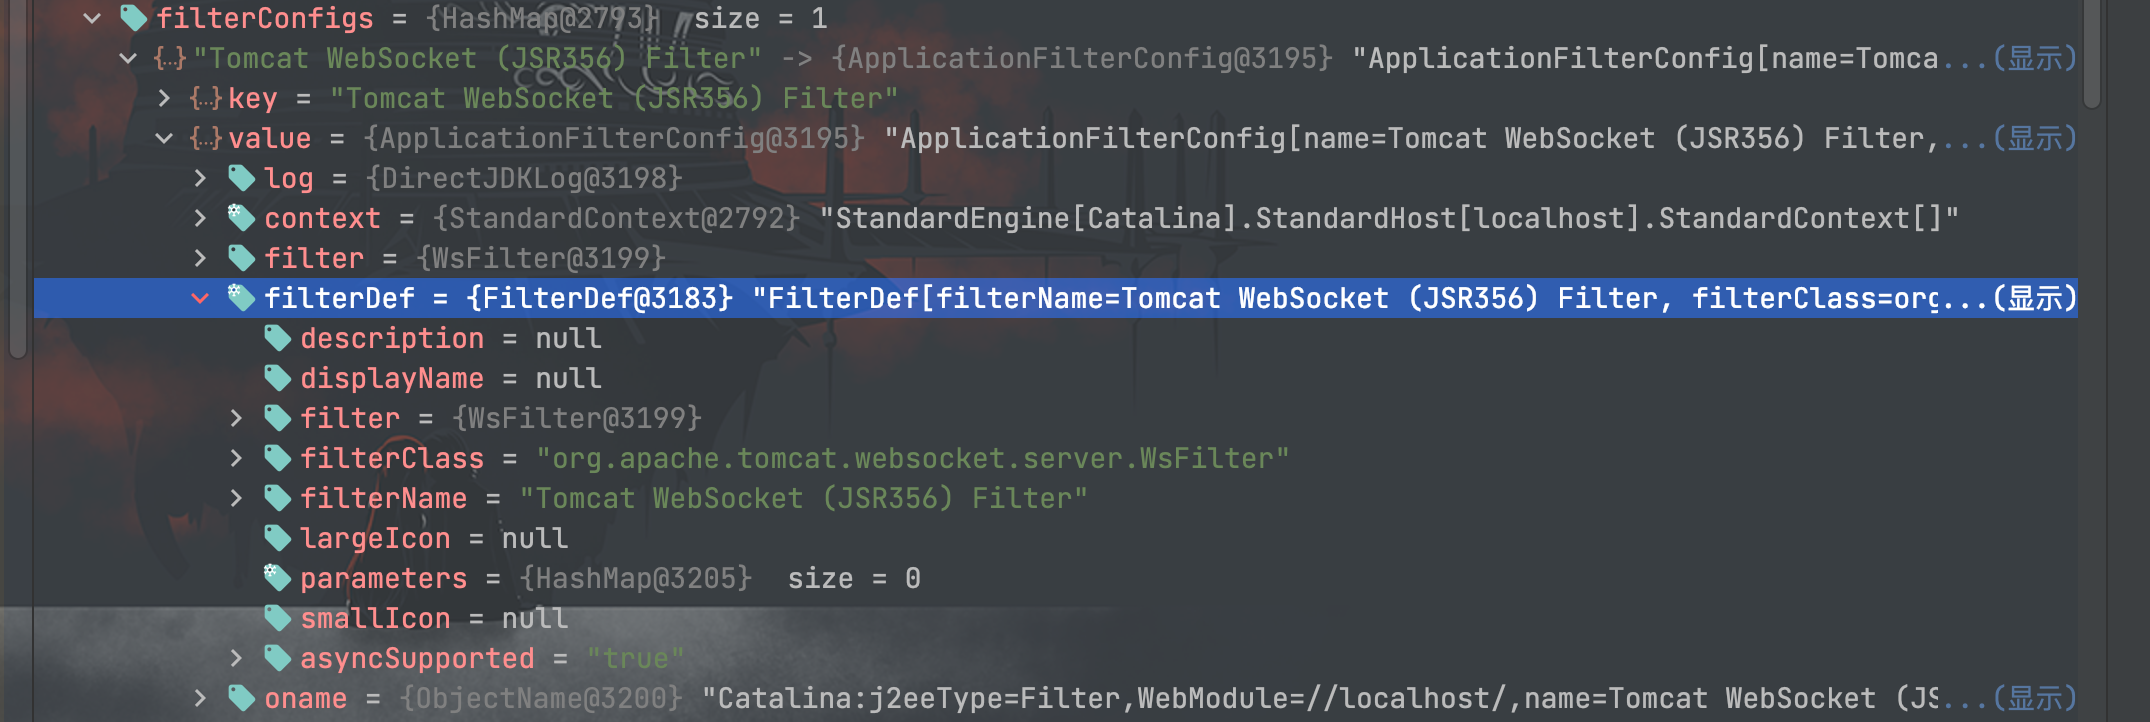 filterConfigs = {HashMap@2793} size = 1
{...} "Tomcat WebSocket (JSR356) Filter" -> {ApplicationFilterConfig@3195} "ApplicationFilterConfig[name=Tomca...(显示)
{...} key = "Tomcat WebSocket (JSR356) Filter"
{...} value = {ApplicationFilterConfig@3195} "ApplicationFilterConfig[name=Tomcat WebSocket (JSR356) Filter,...(显示)
log = {DirectJDKLog@3198}
context = {StandardContext@2792} "StandardEngine[Catalina].StandardHost[localhost].StandardContext[]"
filter = {WsFilter@3199}
filterDef = {FilterDef@3183} "FilterDef[filterName=Tomcat WebSocket (JSR356) Filter, filterClass=org...(显示)
description = null
displayName = null
filter = {WsFilter@3199}
filterClass = "org.apache.tomcat.websocket.server.WsFilter"
filterName = "Tomcat WebSocket (JSR356) Filter"
largeIcon = null
parameters = {HashMap@3205} size = 0
smallIcon = null
asyncSupported = "true"
oname = {ObjectName@3200} "Catalina:j2eeType=Filter,WebModule=//localhost/,name=Tomcat WebSocket (JS...(显示)